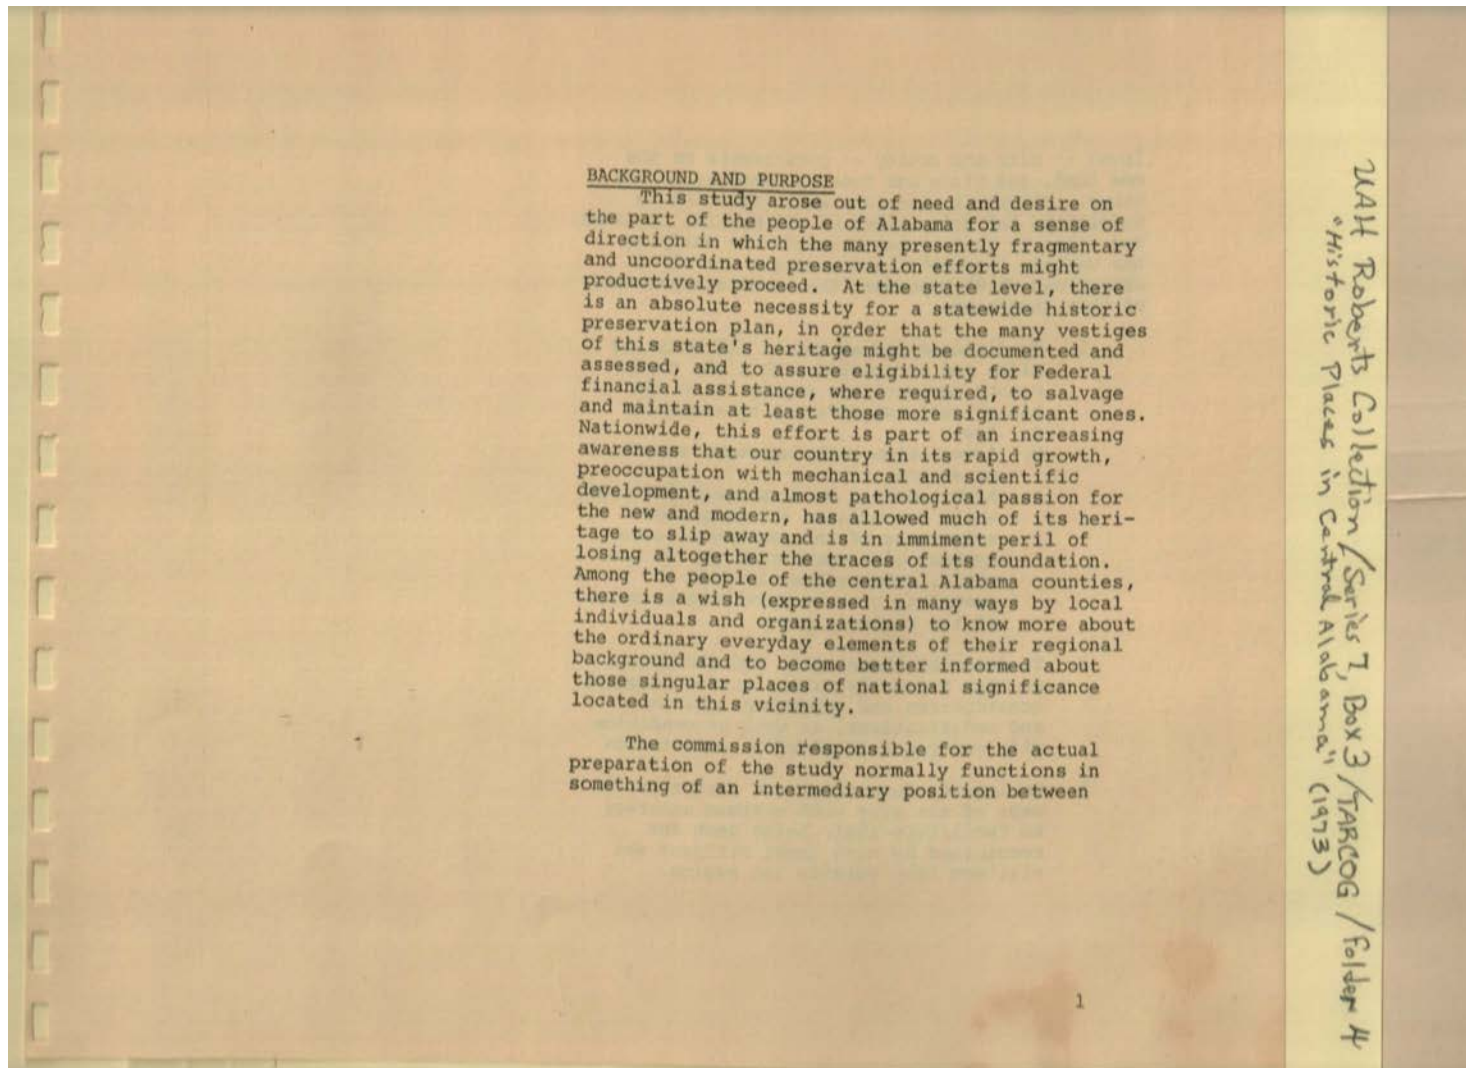 BACKGROUND AND PURPOSE
This study arose out of need and desire on
the part of the people of Alabama for a sense of
direction in which the many presently fragmentary
and uncoordinated preservation efforts might
productively proceed. At the state level, there
is an absolute necessity for a statewide historic
preservation plan, in order that the many vestiges
of this state's heritage might be documented and
assessed, and to assure eligibility for Federal
financial assistance, where required, to salvage
and maintain at least those more significant ones.
Nationwide, this effort is part of an increasing
awareness that our country in its rapid growth,
preoccupation with mechanical and scientific
development, and almost pathological passion for
the new and modern, has allowed much of its heri-
tage to slip away and is in immiment peril of
losing altogether the traces of its foundation.
Among the people of the central Alabama counties,
there is a wish (expressed in many ways by local
individuals and organizations) to know more about
the ordinary everyday elements of their regional
background and to become better informed about
those singular places of national significance
located in this vicinity.
The commission responsible for the actual
preparation of the study normally functions in
something of an intermediary position between
1
UAH Roberts Collection/Series 7, Box 3/TARCOG/Folder 4
"Historic Places in Central Alabama" (1973)